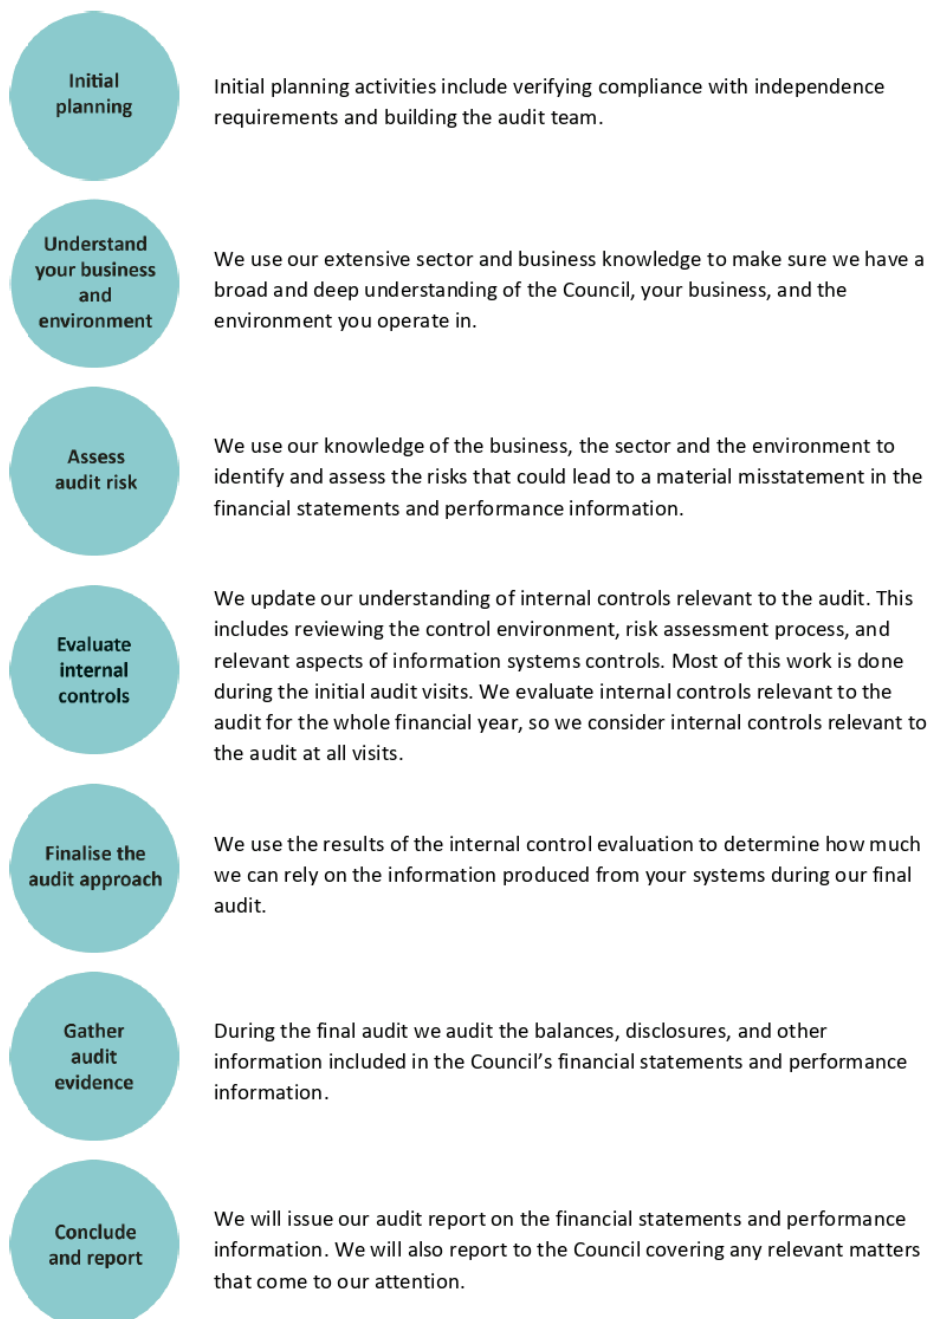 Initial
planning
Initial planning activities include verifying compliance with independence
requirements and building the audit team.
Understand
your business
and
environment
We use our extensive sector and business knowledge to make sure we have a
broad and deep understanding of the Council, your business, and the
environment you operate in.
Assess
audit risk
We use our knowledge of the business, the sector and the environment to
identify and assess the risks that could lead to a material misstatement in the
financial statements and performance information.
Evaluate
internal
controls
We update our understanding of internal controls relevant to the audit. This
includes reviewing the control environment, risk assessment process, and
relevant aspects of information systems controls. Most of this work is done
during the initial audit visits. We evaluate internal controls relevant to the
audit for the whole financial year, so we consider internal controls relevant to
the audit at all visits.
Finalise the
audit approach
We use the results of the internal control evaluation to determine how much
we can rely on the information produced from your systems during our final
audit.
Gather
audit
evidence
During the final audit we audit the balances, disclosures, and other
information included in the Council’s financial statements and performance
information.
Conclude
and report
We will issue our audit report on the financial statements and performance
information. We will also report to the Council covering any relevant matters
that come to our attention.